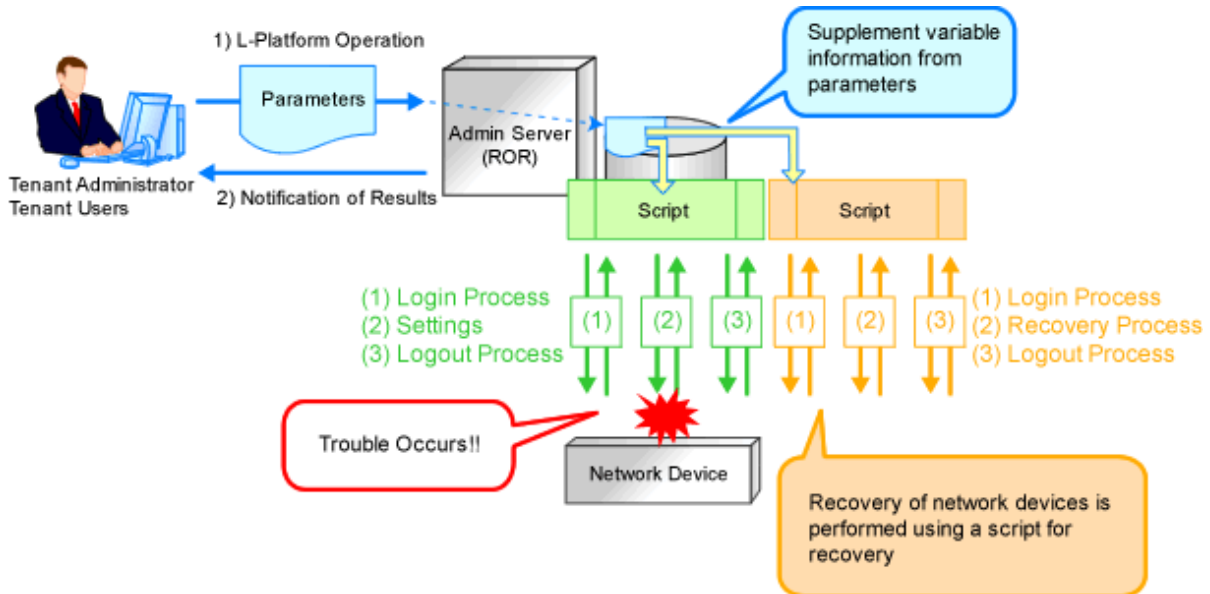 1) L-Platform Operation
Parameters
Supplement variable
information from
parameters
Admin Server
(ROR)
Tenant Administrator
Tenant Users
2) Notification of Results
Script
Script
(1) Login Process
(2) Settings
(3) Logout Process
(1)
(2)
(3)
(1)
(2)
(3)
(1) Login Process
(2) Recovery Process
(3) Logout Process
Trouble Occurs!!
Network Device
Recovery of network devices is
performed using a script for
recovery